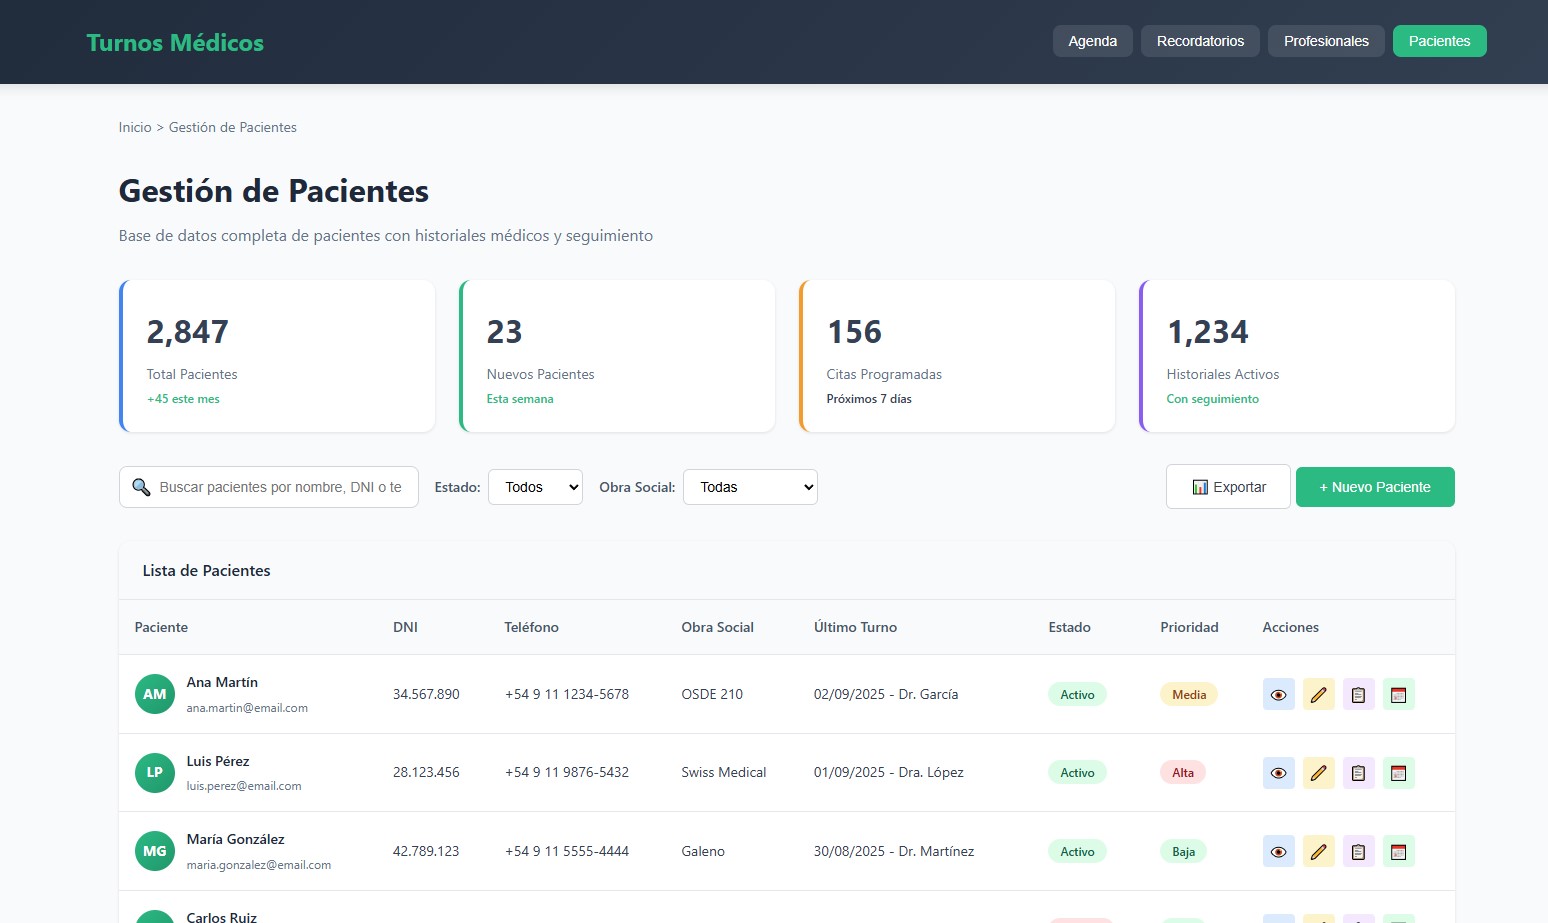 Turnos Médicos
Agenda Recordatorios Profesionales Pacientes
Inicio > Gestión de Pacientes
Gestión de Pacientes
Base de datos completa de pacientes con historiales médicos y seguimiento
2,847
Total Pacientes
+45 este mes
23
Nuevos Pacientes
Esta semana
156
Citas Programadas
Próximos 7 días
1,234
Historiales Activos
Con seguimiento
Buscar pacientes por nombre, DNI o te Estado: Todos Obra Social: Todas Exportar + Nuevo Paciente
Lista de Pacientes
Paciente DNI Teléfono Obra Social Último Turno Estado Prioridad Acciones
AM Ana Martín 34.567.890 +54 9 11 1234-5678 OSDE 210 02/09/2025 - Dr. García Activo Media
ana.martin@email.com
LP Luis Pérez 28.123.456 +54 9 11 9876-5432 Swiss Medical 01/09/2025 - Dra. López Activo Alta
luis.perez@email.com
MG María González 42.789.123 +54 9 11 5555-4444 Galeno 30/08/2025 - Dr. Martínez Activo Baja
maria.gonzalez@email.com
Carlos Ruiz